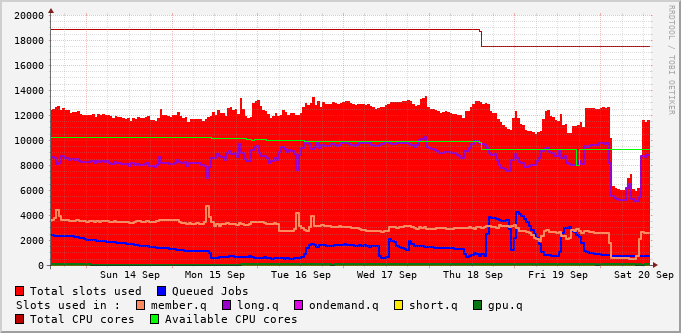 20000
18000
16000
14000
12000
10000
8000
6000
4000
2000
0
Sun 14 Sep Mon 15 Sep Tue 16 Sep Wed 17 Sep Thu 18 Sep Fri 19 Sep Sat 20 Sep
Total slots used Queued Jobs
Slots used in : member.q long.q ondemand.q short.q gpu.q
Total CPU cores Available CPU cores
RRDTOOL / TOBI OETIKER